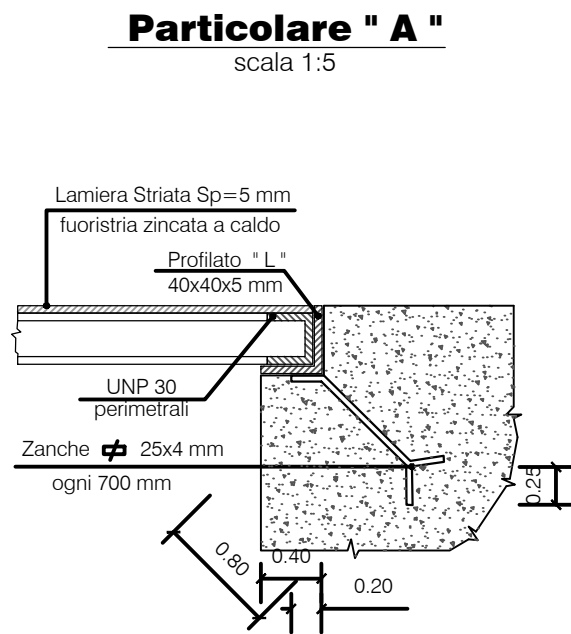 Particolare " A "
scala 1:5
Lamiera Striata Sp=5 mm
fuoristria zincata a caldo
Profilato " L "
40x40x5 mm
UNP 30
perimetrali
Zanche 25x4 mm
ogni 700 mm
0.25
0.80
0.40
0.20